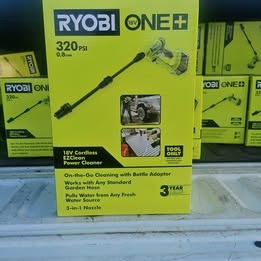 RYOBI 18V ONE+
320 PSI
0,8 GPM
18V Cordless
EZClean
Power Cleaner
TOOL
ONLY
On-the-Go Cleaning with Bottle Adaptor
Works with Any Standard
Garden Hose
Pulls Water from Any Fresh
Water Source
3-in-1 Nozzle
3 YEAR
RYOBI
320
RYOBI ONE+